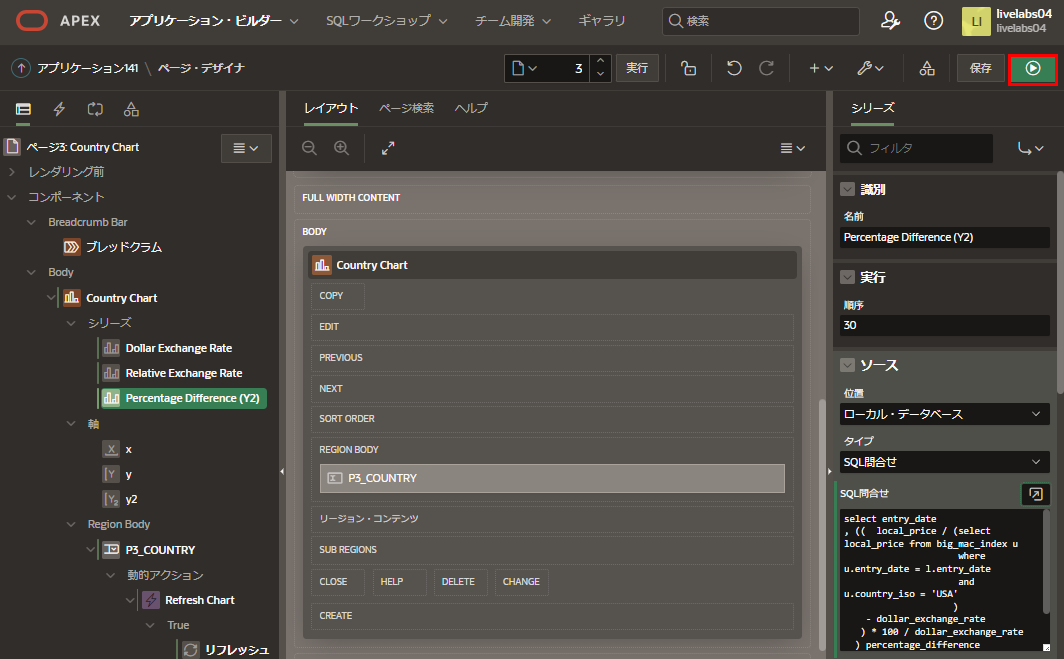 APEX
アプリケーション・ビルダー
SQLワークショップ
チーム開発
ギャラリ
検索
LI
livelabs04
livelabs04
アプリケーション141 \ ページ・デザイナ
3
実行
保存
ページ3: Country Chart
レンダリング前
コンポーネント
Breadcrumb Bar
ブレッドクラム
Body
Country Chart
シリーズ
Dollar Exchange Rate
Relative Exchange Rate
Percentage Difference (Y2)
軸
x
y
y2
Region Body
P3_COUNTRY
動的アクション
Refresh Chart
True
リフレッシュ
レイアウト
ページ検索
ヘルプ
FULL WIDTH CONTENT
BODY
Country Chart
COPY
EDIT
PREVIOUS
NEXT
SORT ORDER
REGION BODY
P3_COUNTRY
リージョン・コンテンツ
SUB REGIONS
CLOSE
HELP
DELETE
CHANGE
CREATE
シリーズ
フィルタ
識別
名前
Percentage Difference (Y2)
実行
順序
30
ソース
位置
ローカル・データベース
タイプ
SQL問合せ
SQL問合せ
select entry_date
, ((  local_price / (select
local_price from big_mac_index u
where
u.entry_date = l.entry_date
and
u.country_iso = 'USA'
)
- dollar_exchange_rate
) * 100 / dollar_exchange_rate
) percentage_difference